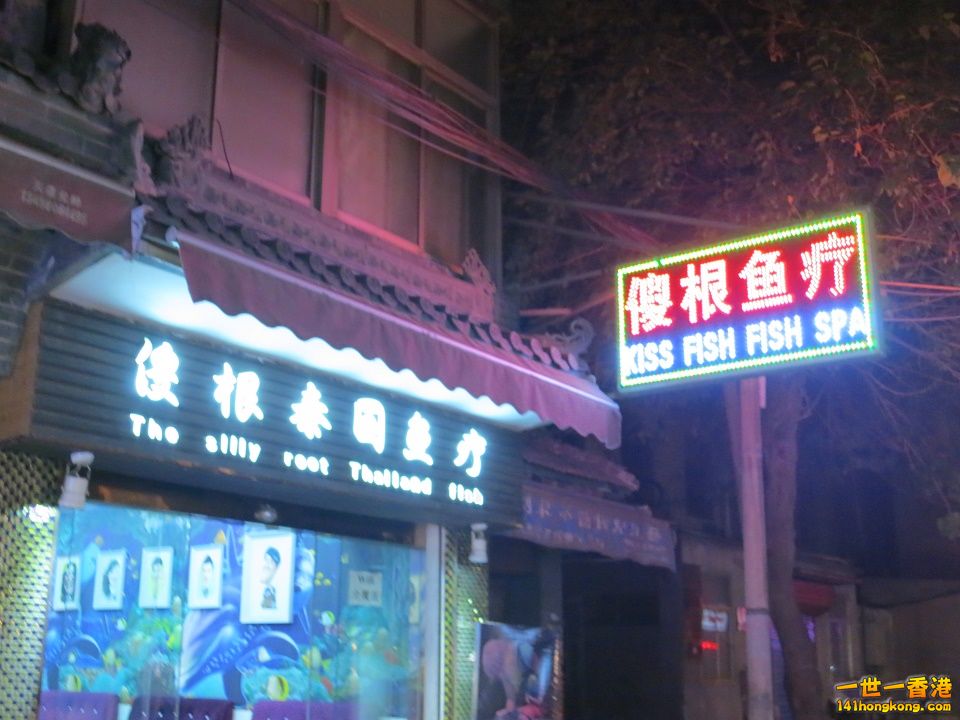 傻根泰国鱼疗
The silly root Thailand fish
傻根鱼疗
KISS FISH FISH SPA
一世一香港
141hongkong.com